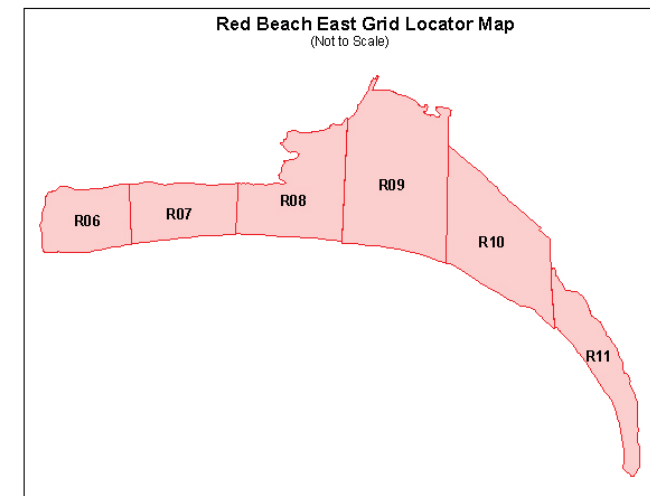 Red Beach East Grid Locator Map
(Not to Scale)
R06
R07
R08
R09
R10
R11